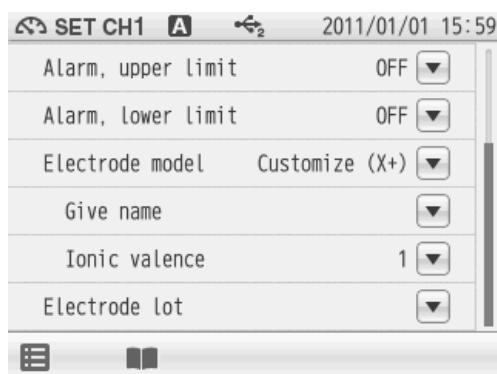 SET CH1 A 2 2011/01/01 15:59
Alarm, upper limit OFF
Alarm, lower limit OFF
Electrode model Customize (X+)
Give name
Ionic valence 1
Electrode lot